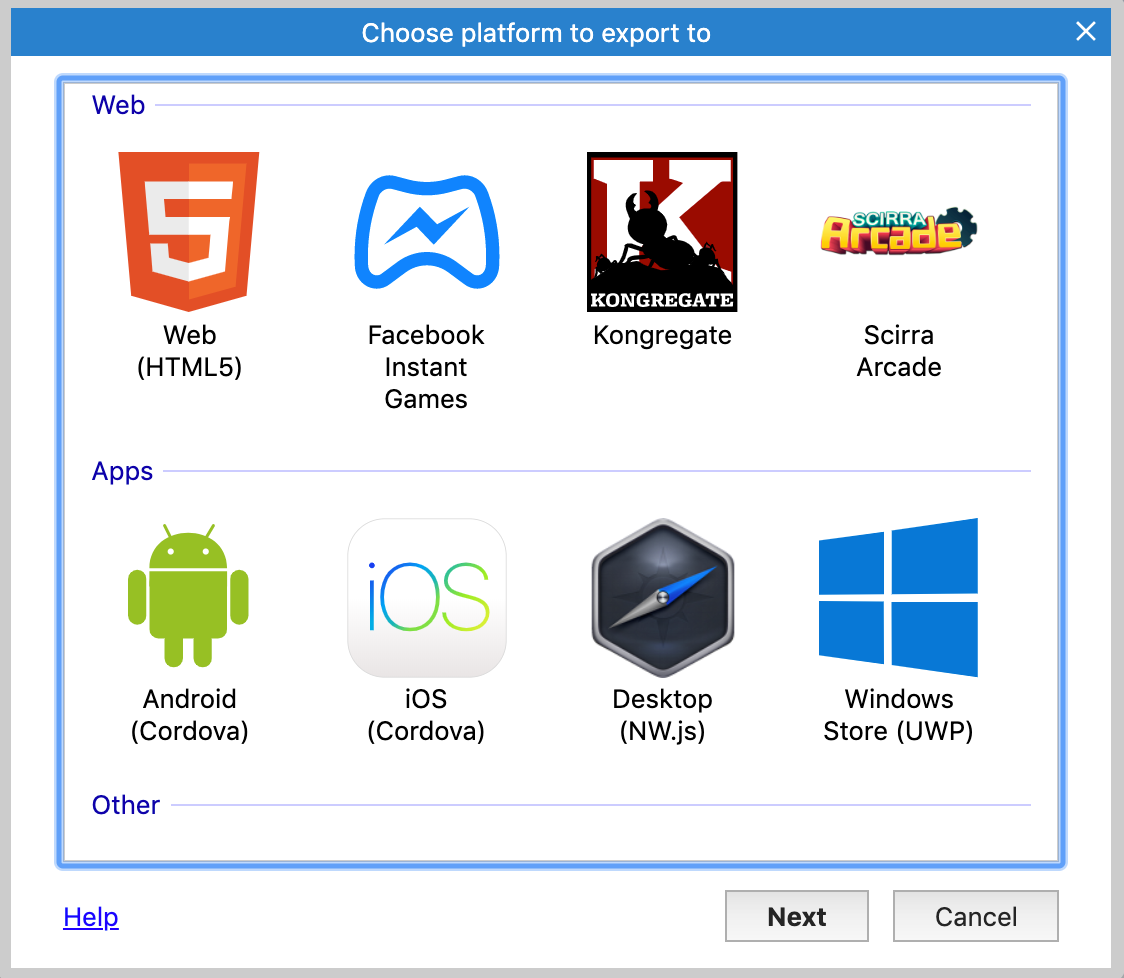 Choose platform to export to
Web
5
KONGREGATE
SCIRRA
Arcade
Web
(HTML5)
Facebook
Instant
Games
Kongregate
Scirra
Arcade
Apps
iOS
Android
(Cordova)
iOS
(Cordova)
Desktop
(NW.js)
Windows
Store (UWP)
Other
Help
Next
Cancel